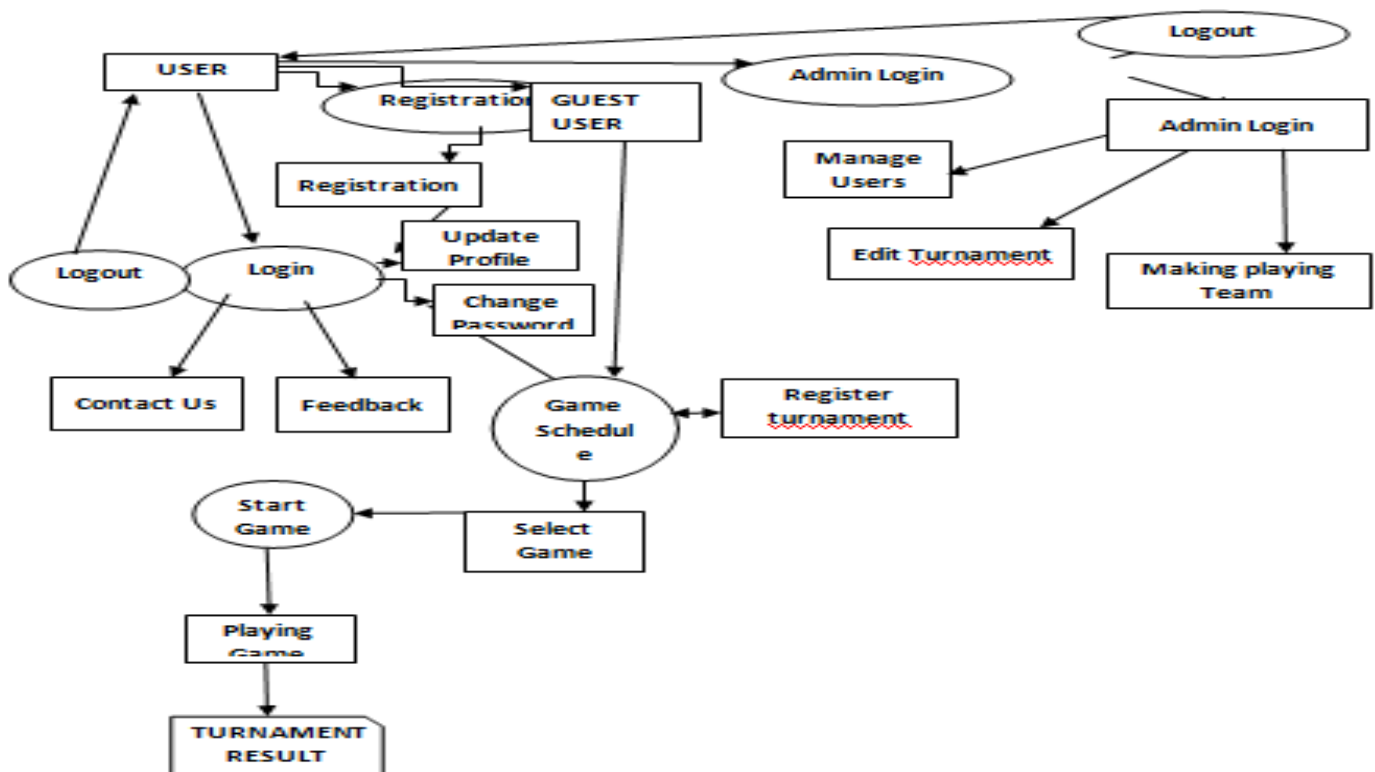 Logout
USER
Admin Login
Registration
GUEST
USER
Admin Login
Manage
Users
Registration
Update
Profile
Edit Turnament
Logout
Login
Making playing
Team
Change
Password
Contact Us
Feedback
Game
Schedul
e
Register
turnament
Start
Game
Select
Game
Playing
Game
TURNAMENT
RESULT